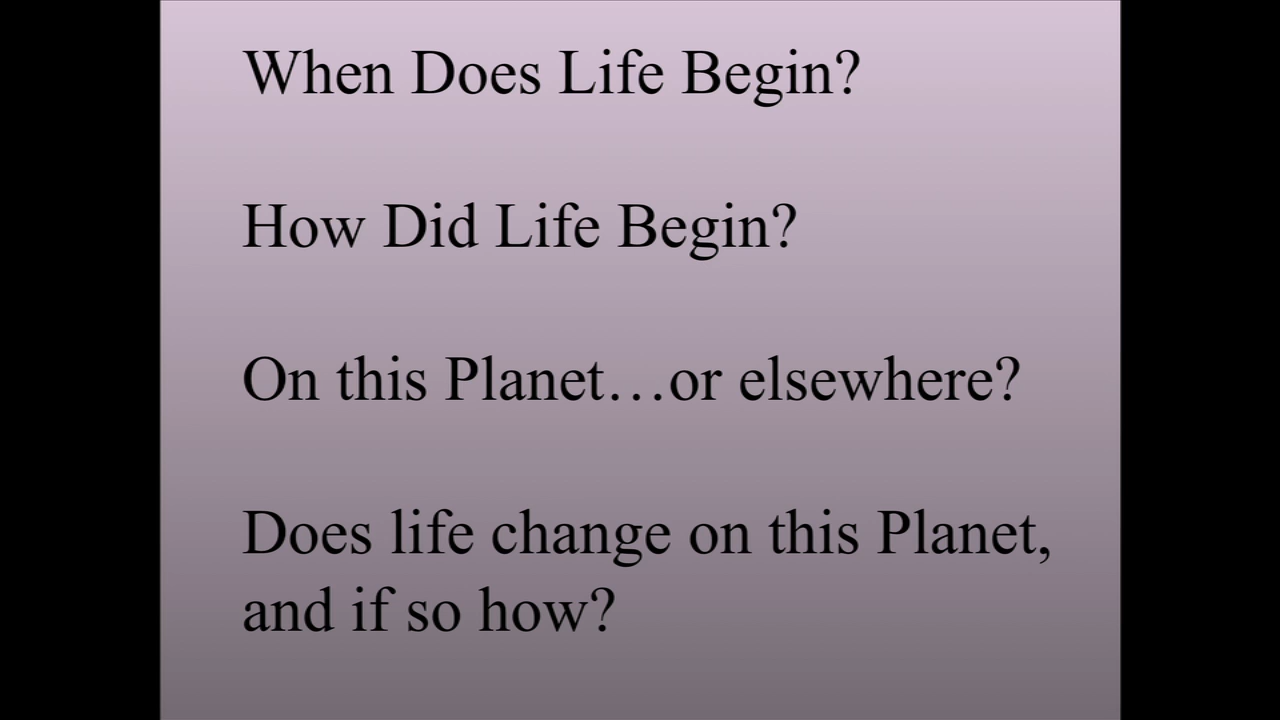 When Does Life Begin?
How Did Life Begin?
On this Planet…or elsewhere?
Does life change on this Planet,
and if so how?